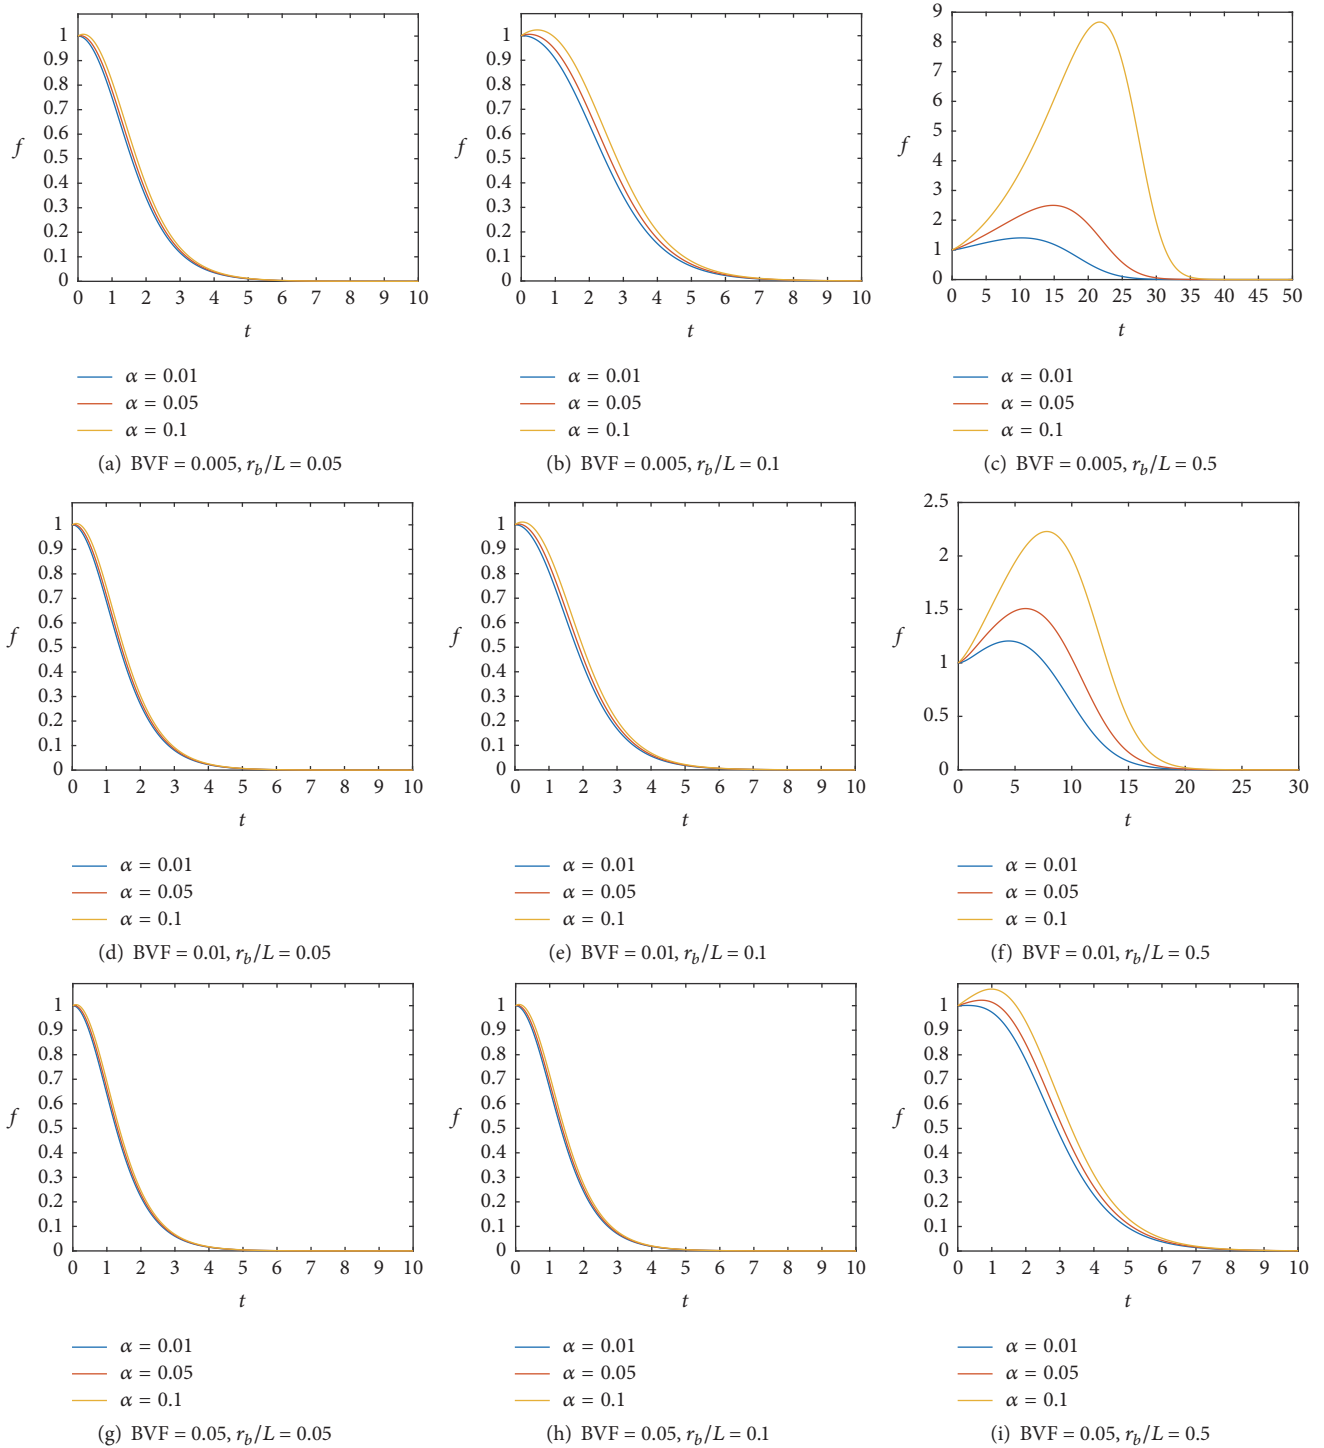 1
0.9
0.8
0.7
0.6
f 0.5
0.4
0.3
0.2
0.1
0
0 1 2 3 4 5 6 7 8 9 10
t
α = 0.01
α = 0.05
α = 0.1
(a) BVF = 0.005, r_b/L = 0.05
1
0.9
0.8
0.7
0.6
f 0.5
0.4
0.3
0.2
0.1
0
0 1 2 3 4 5 6 7 8 9 10
t
α = 0.01
α = 0.05
α = 0.1
(b) BVF = 0.005, r_b/L = 0.1
9
8
7
6
5
f
4
3
2
1
0
0 5 10 15 20 25 30 35 40 45 50
t
α = 0.01
α = 0.05
α = 0.1
(c) BVF = 0.005, r_b/L = 0.5
1
0.9
0.8
0.7
0.6
f 0.5
0.4
0.3
0.2
0.1
0
0 1 2 3 4 5 6 7 8 9 10
t
α = 0.01
α = 0.05
α = 0.1
(d) BVF = 0.01, r_b/L = 0.05
1
0.9
0.8
0.7
0.6
f 0.5
0.4
0.3
0.2
0.1
0
0 1 2 3 4 5 6 7 8 9 10
t
α = 0.01
α = 0.05
α = 0.1
(e) BVF = 0.01, r_b/L = 0.1
2.5
2
1.5
f
1
0.5
0
0 5 10 15 20 25 30
t
α = 0.01
α = 0.05
α = 0.1
(f) BVF = 0.01, r_b/L = 0.5
1
0.9
0.8
0.7
0.6
f 0.5
0.4
0.3
0.2
0.1
0
0 1 2 3 4 5 6 7 8 9 10
t
α = 0.01
α = 0.05
α = 0.1
(g) BVF = 0.05, r_b/L = 0.05
1
0.9
0.8
0.7
0.6
f 0.5
0.4
0.3
0.2
0.1
0
0 1 2 3 4 5 6 7 8 9 10
t
α = 0.01
α = 0.05
α = 0.1
(h) BVF = 0.05, r_b/L = 0.1
1
0.9
0.8
0.7
0.6
f 0.5
0.4
0.3
0.2
0.1
0
0 1 2 3 4 5 6 7 8 9 10
t
α = 0.01
α = 0.05
α = 0.1
(i) BVF = 0.05, r_b/L = 0.5